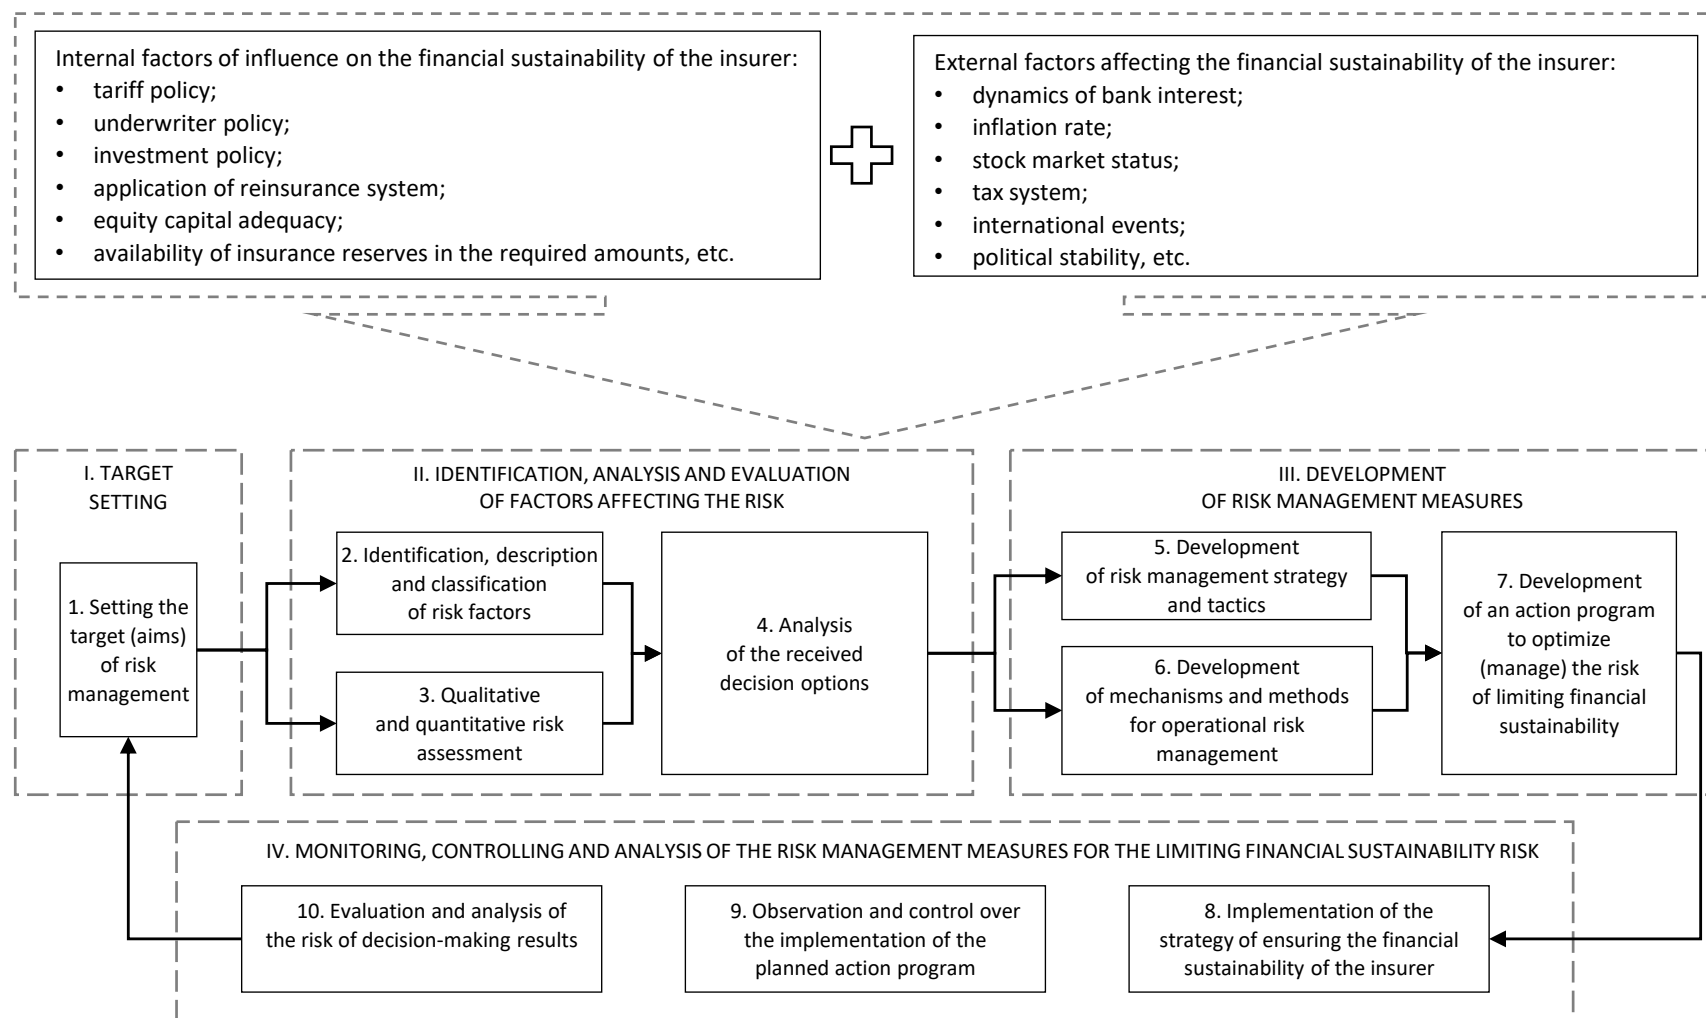 Internal factors of influence on the financial sustainability of the insurer:
• tariff policy;
• underwriter policy;
• investment policy;
• application of reinsurance system;
• equity capital adequacy;
• availability of insurance reserves in the required amounts, etc.
External factors affecting the financial sustainability of the insurer:
• dynamics of bank interest;
• inflation rate;
• stock market status;
• tax system;
• international events;
• political stability, etc.
I. TARGET
SETTING
1. Setting the
target (aims)
of risk
management
II. IDENTIFICATION, ANALYSIS AND EVALUATION
OF FACTORS AFFECTING THE RISK
2. Identification, description
and classification
of risk factors
3. Qualitative
and quantitative risk
assessment
4. Analysis
of the received
decision options
III. DEVELOPMENT
OF RISK MANAGEMENT MEASURES
5. Development
of risk management strategy
and tactics
6. Development
of mechanisms and methods
for operational risk
management
7. Development
of an action program
to optimize
(manage) the risk
of limiting financial
sustainability
IV. MONITORING, CONTROLLING AND ANALYSIS OF THE RISK MANAGEMENT MEASURES FOR THE LIMITING FINANCIAL SUSTAINABILITY RISK
10. Evaluation and analysis of
the risk of decision-making results
9. Observation and control over
the implementation of the
planned action program
8. Implementation of the
strategy of ensuring the financial
sustainability of the insurer